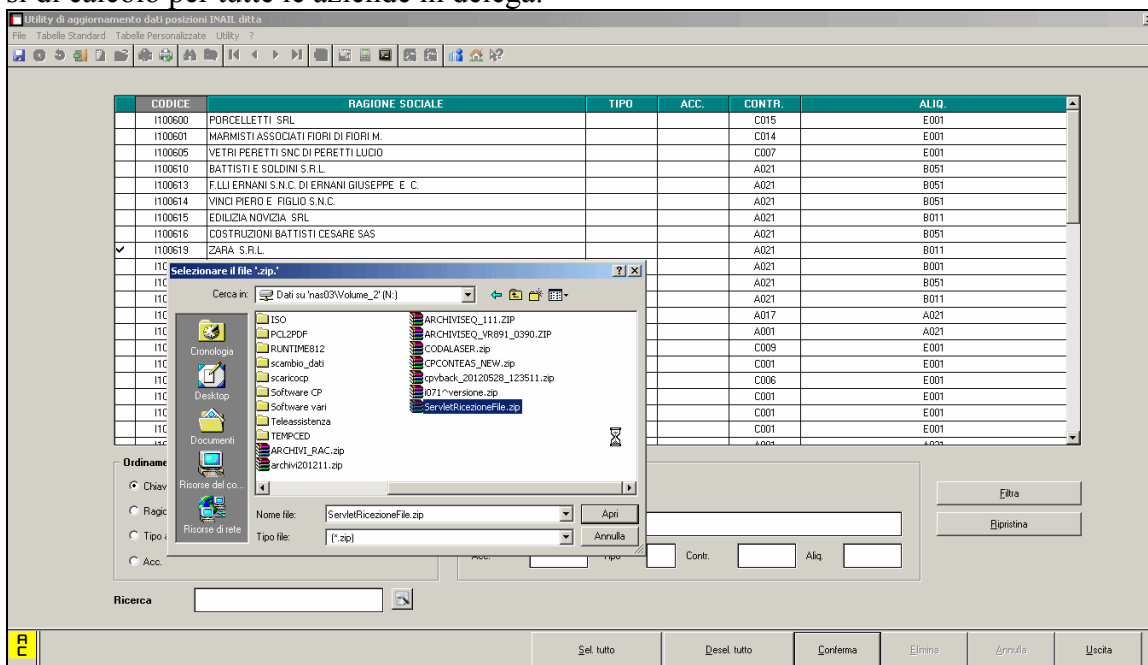 si di calcolo per tutte le aziende in delega.
Utility di aggiornamento dati posizioni INAIL ditta
File Tabelle Standard Tabelle Personalizzate Utility ?
CODICE RAGIONE SOCIALE TIPO ACC. CONTR. ALIQ.
I100600 PORCELLETTI SRL C015 E001
I100601 MARMISTI ASSOCIATI FIORI DI FIORI M. C014 E001
I100605 VETRI PERETTI SNC DI PERETTI LUCIO C007 E001
I100610 BATTISTI E SOLDINI S.R.L. A021 B051
I100613 F.LLI ERNANI S.N.C. DI ERNANI GIUSEPPE E C. A021 B051
I100614 VINCI PIERO E FIGLIO S.N.C. A021 B051
I100615 EDILIZIA NOVIZIA SRL A021 B011
I100616 COSTRUZIONI BATTISTI CESARE SAS A021 B051
I100619 ZARA S.R.L. A021 B011
A021 B001
A021 B051
A021 B011
A017 A021
A001 A021
C009 E001
C001 E001
C006 E001
C001 E001
C001 E001
C001 E001
Selezionare il file '.zip.'
Cerca in: Dati su 'nas03\Volume_2' (N:)
Cronologia
Desktop
Documenti
Risorse del co...
Risorse di rete
ISO
PCL2PDF
RUNTIME812
scambio_dati
scaricocp
Software CP
Software vari
Teleassistenza
TEMPCED
ARCHIVI_RAC.zip
archivi201211.zip
ARCHIVISEQ_111.ZIP
ARCHIVISEQ_VR891_0390.ZIP
CODALASER.zip
CPCONTEAS_NEW.zip
cpvback_20120528_123511.zip
i071^versione.zip
ServletRicezioneFile.zip
Nome file: ServletRicezioneFile.zip Apri
Tipo file: (*.zip) Annulla
Ordiname
Chiav
Ragio
Tipo a
Acc.
Acc. Tipo Contr. Aliq.
Filtra
Ripristina
Ricerca
AC
Sel. tutto Desel. tutto Conferma Elimina Annulla Uscita